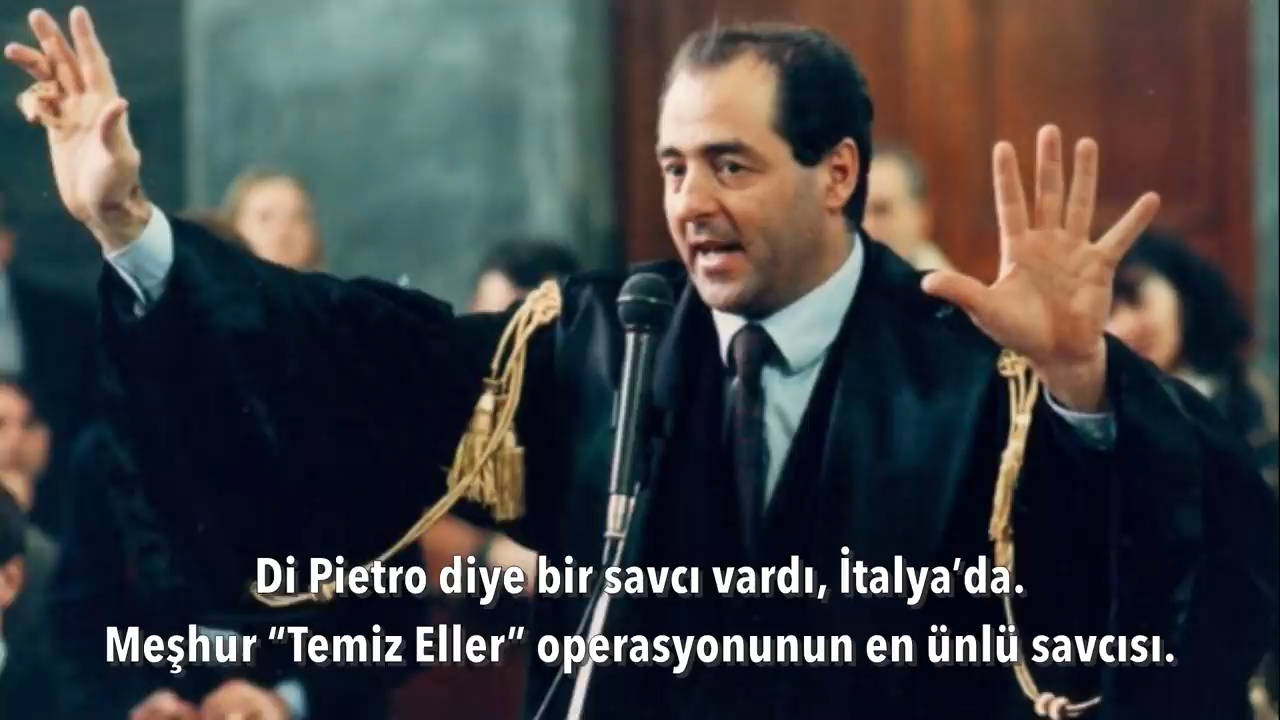 Di Pietro diye bir savcı vardı, İtalya’da.
Meşhur “Temiz Eller” operasyonunun en ünlü savcısı.